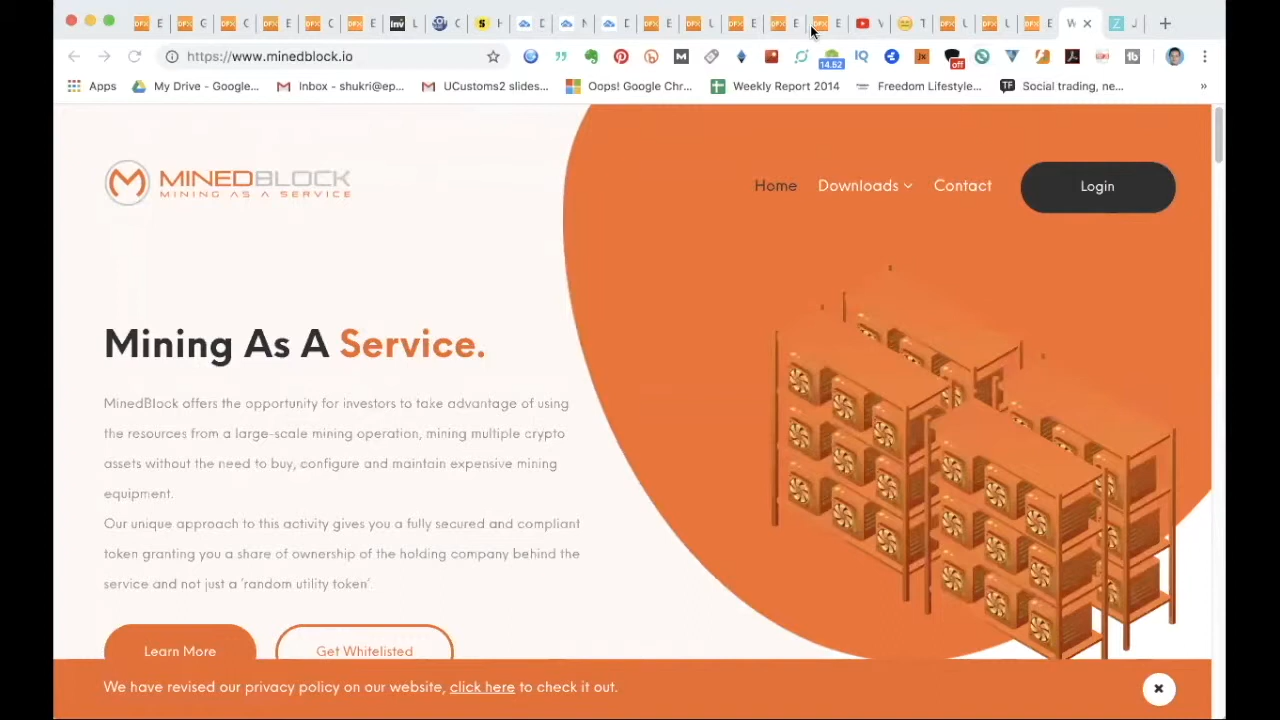 https://www.minedblock.io
14.52
off
Apps
My Drive - Google...
Inbox - shukri@ep...
UCustoms2 slides...
Oops! Google Chr...
Weekly Report 2014
Freedom Lifestyle...
Social trading, ne...
MINEDBLOCK
MINING AS A SERVICE
Home
Downloads
Contact
Login
Mining As A Service.
MinedBlock offers the opportunity for investors to take advantage of using
the resources from a large-scale mining operation, mining multiple crypto
assets without the need to buy, configure and maintain expensive mining
equipment.
Our unique approach to this activity gives you a fully secured and compliant
token granting you a share of ownership of the holding company behind the
service and not just a 'random utility token'.
Learn More
Get Whitelisted
We have revised our privacy policy on our website, click here to check it out.